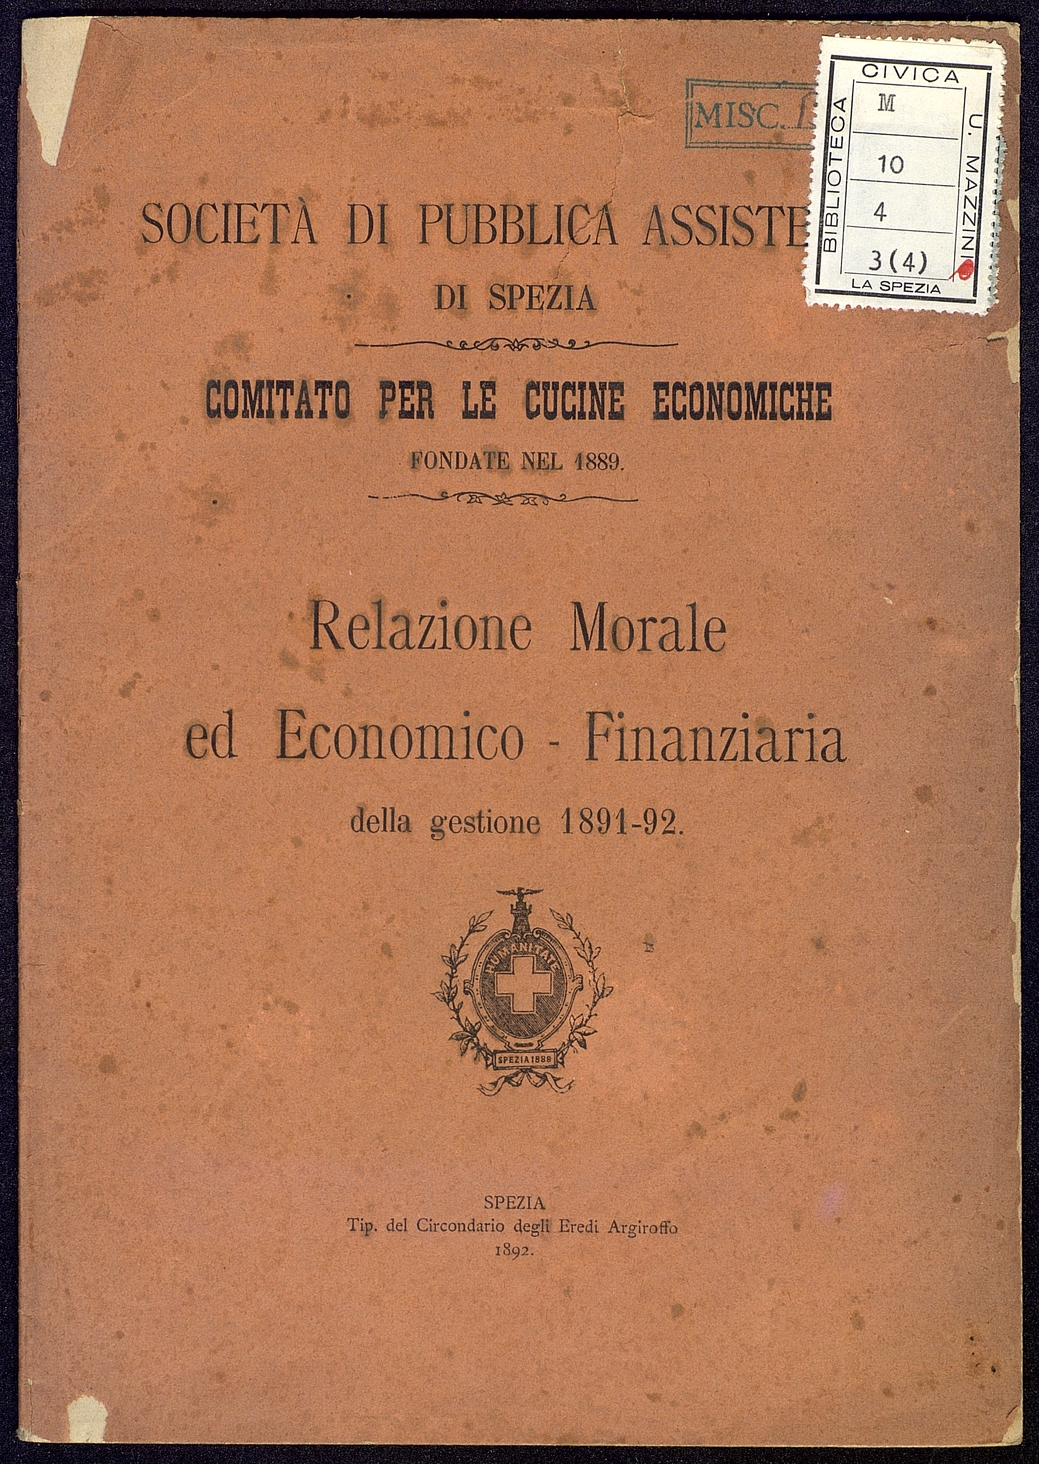 MISC.
CIVICA
BIBLIOTECA
U. MAZZINI
M
10
4
3(4)
LA SPEZIA
SOCIETÀ DI PUBBLICA
DI SPEZIA
COMITATO PER LE CUCINE ECONOMICHE
FONDATE NEL 1889.
Relazione Morale
ed Economico - Finanziaria
della gestione 1891-92.
HUMANITATE
SPEZIA 1888
SPEZIA
Tip. del Circondario degli Eredi Argiroffo
1892.